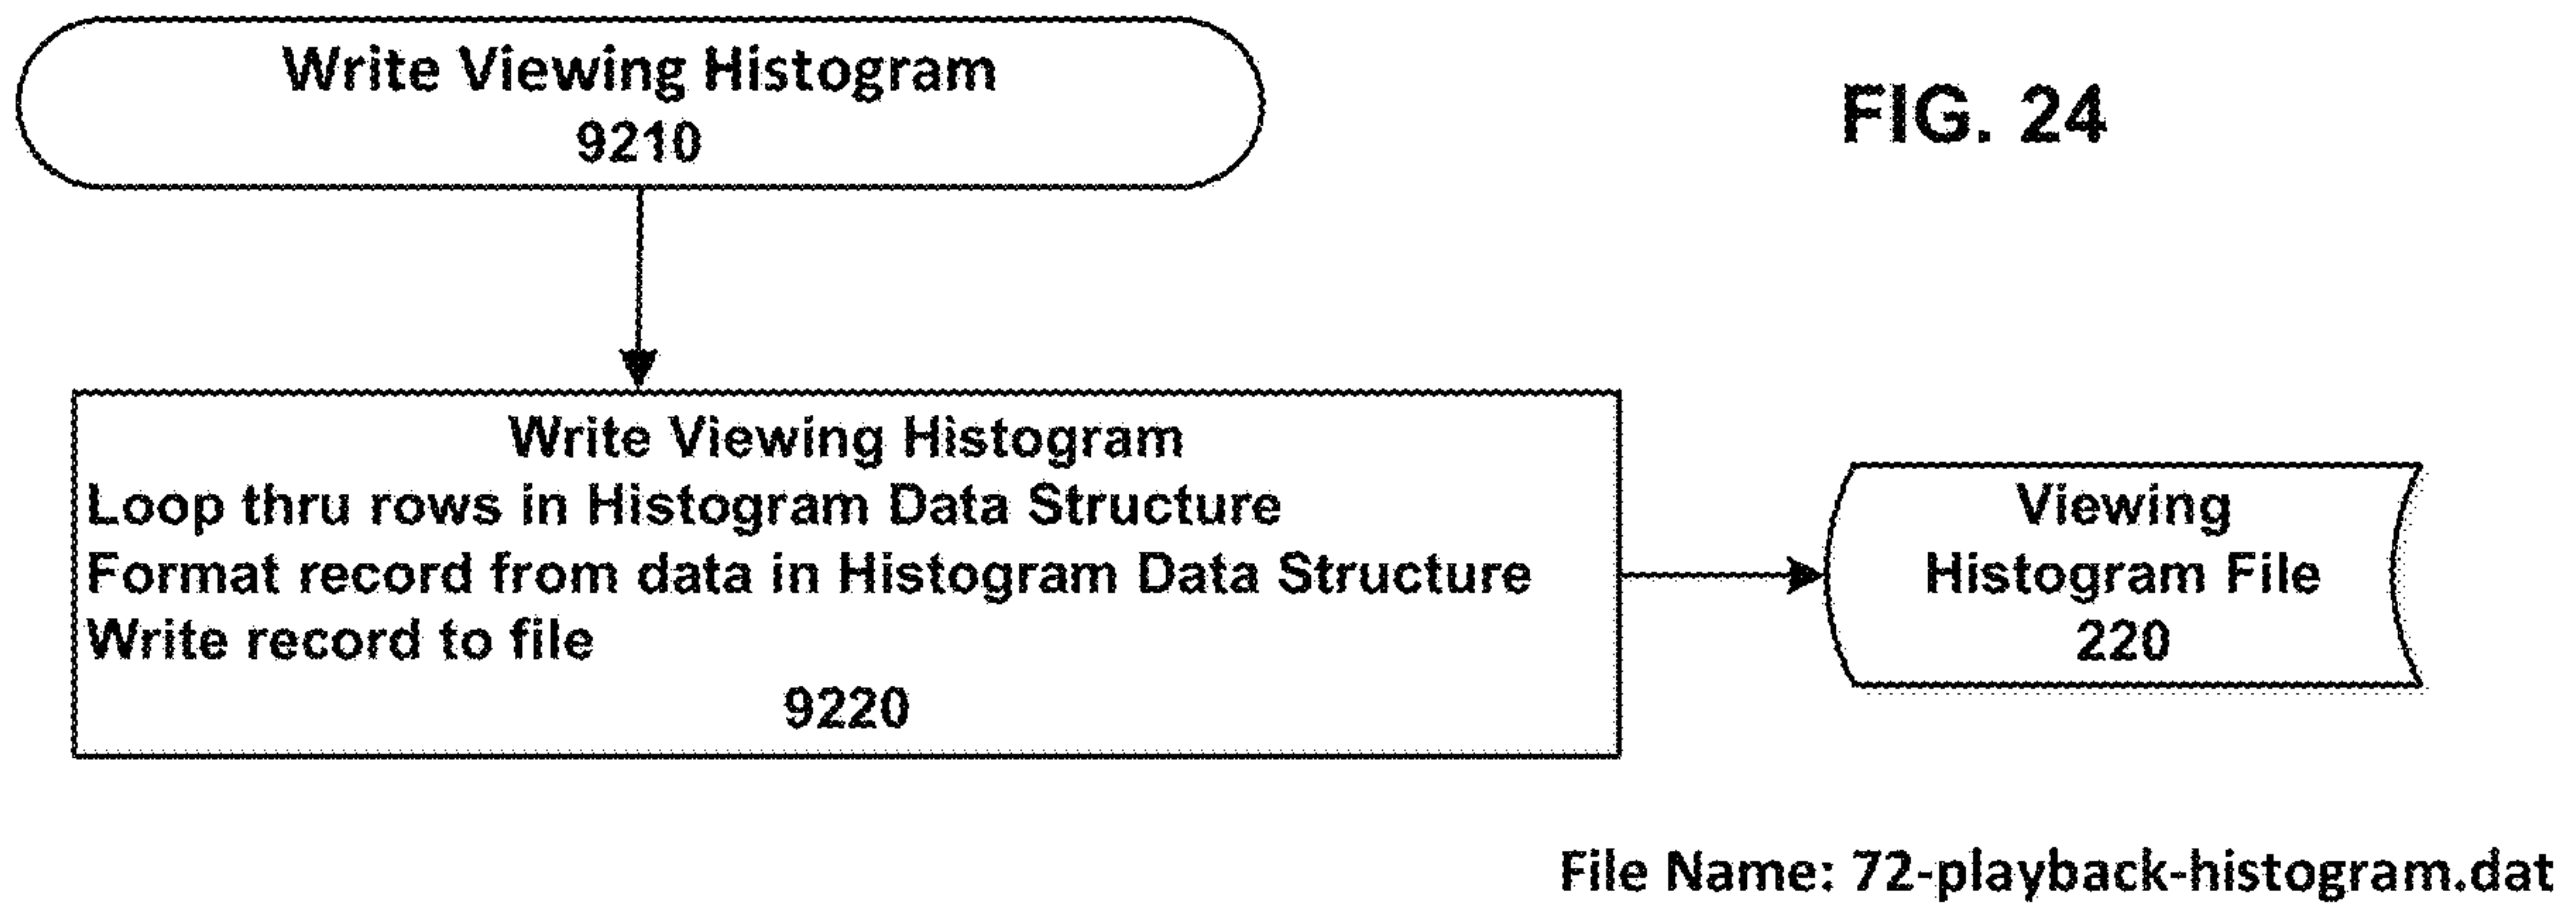 Write Viewing Histogram
9210
FIG. 24
Write Viewing Histogram
Loop thru rows in Histogram Data Structure
Format record from data in Histogram Data Structure
Write record to file
9220
Viewing
Histogram File
220
File Name: 72-playback-histogram.dat